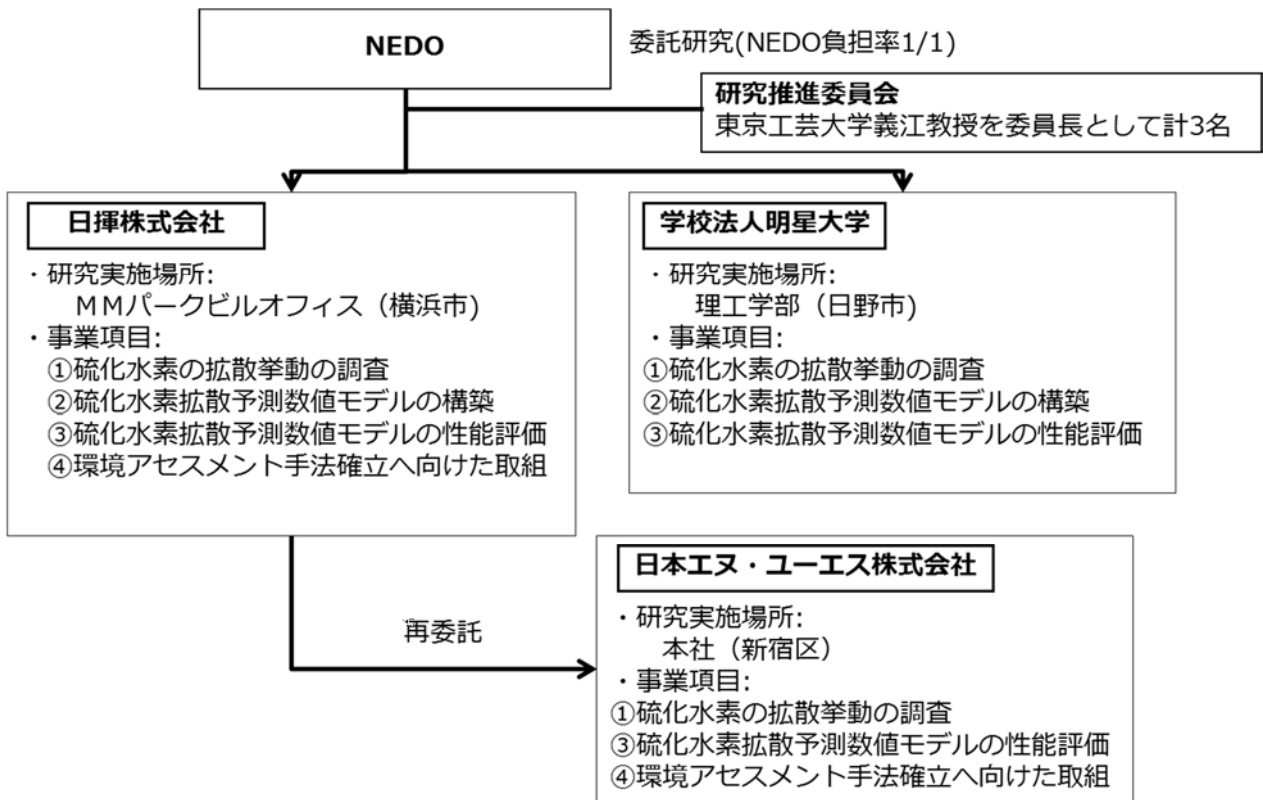 NEDO
委託研究(NEDO負担率1/1)
研究推進委員会
東京工芸大学義江教授を委員長として計3名
日揮株式会社
・研究実施場所:
ＭＭパークビルオフィス（横浜市)
・事業項目:
①硫化水素の拡散挙動の調査
②硫化水素拡散予測数値モデルの構築
③硫化水素拡散予測数値モデルの性能評価
④環境アセスメント手法確立へ向けた取組
学校法人明星大学
・研究実施場所:
理工学部（日野市)
・事業項目:
①硫化水素の拡散挙動の調査
②硫化水素拡散予測数値モデルの構築
③硫化水素拡散予測数値モデルの性能評価
再委託
日本エヌ・ユーエス株式会社
・研究実施場所:
本社（新宿区）
・事業項目:
①硫化水素の拡散挙動の調査
③硫化水素拡散予測数値モデルの性能評価
④環境アセスメント手法確立へ向けた取組